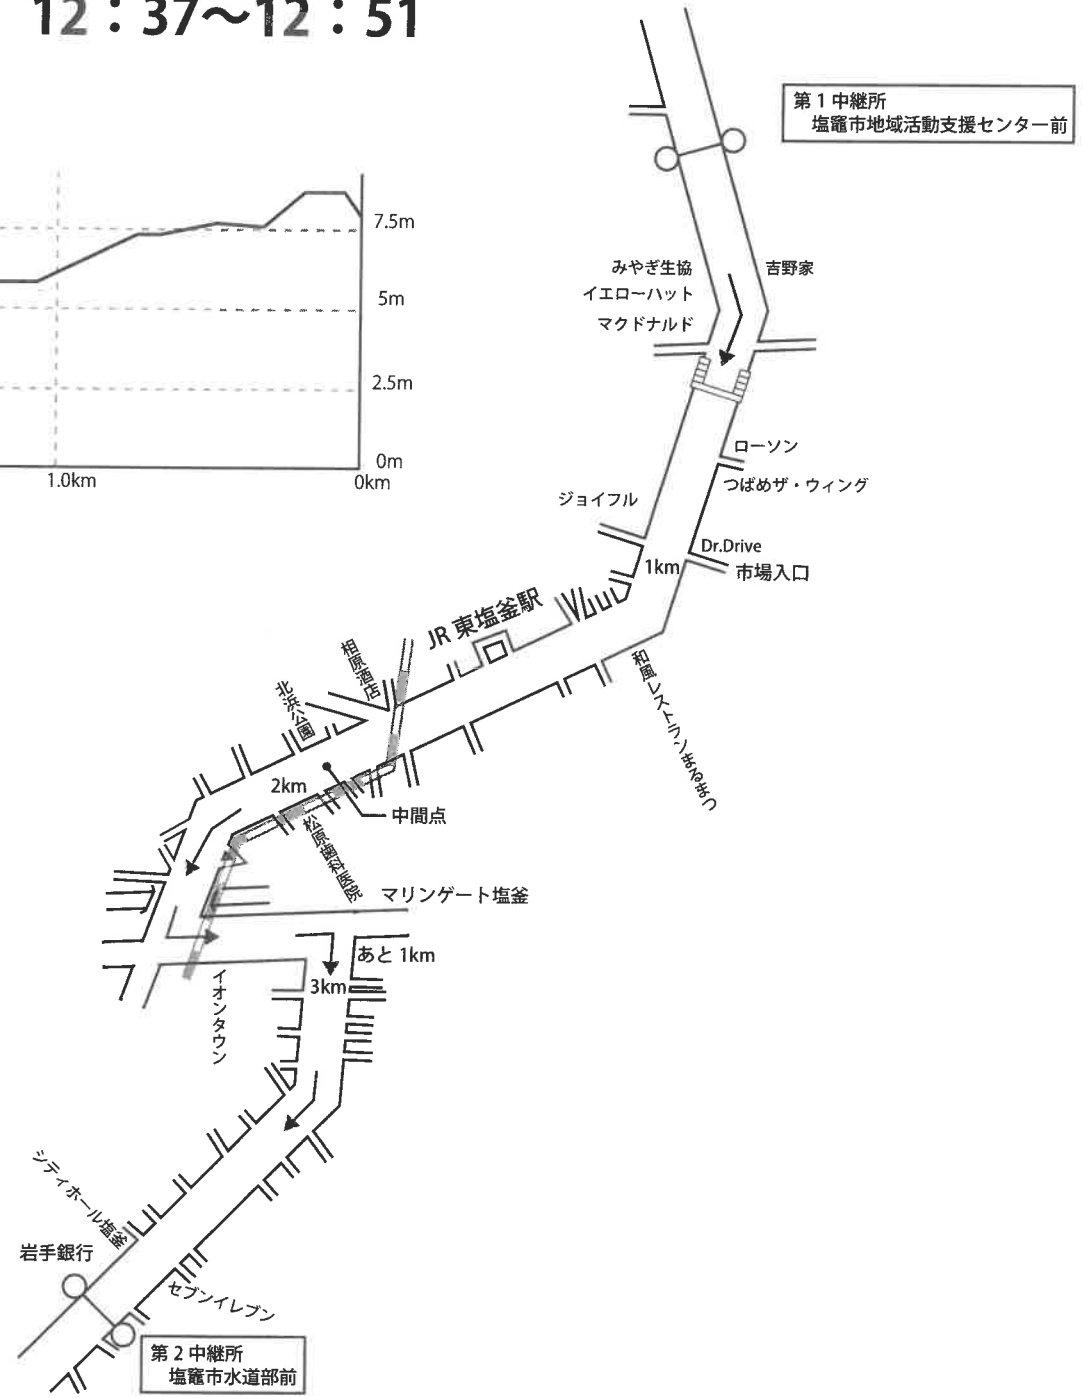 12：37～12：51
第1中継所
塩竈市地域活動支援センター前
7.5m
5m
2.5m
0m
1.0km
0km
みやぎ生協
吉野家
イエローハット
マクドナルド
ローソン
つばめザ・ウィング
ジョイフル
Dr.Drive
1km
市場入口
JR 東塩釜駅
和風レストランまるまつ
相原酒店
北浜公園
2km
中間点
松原歯科医院
マリンゲート塩釜
あと 1km
3km
イオンタウン
シティホール塩釜
岩手銀行
セブンイレブン
第2中継所
塩竈市水道部前